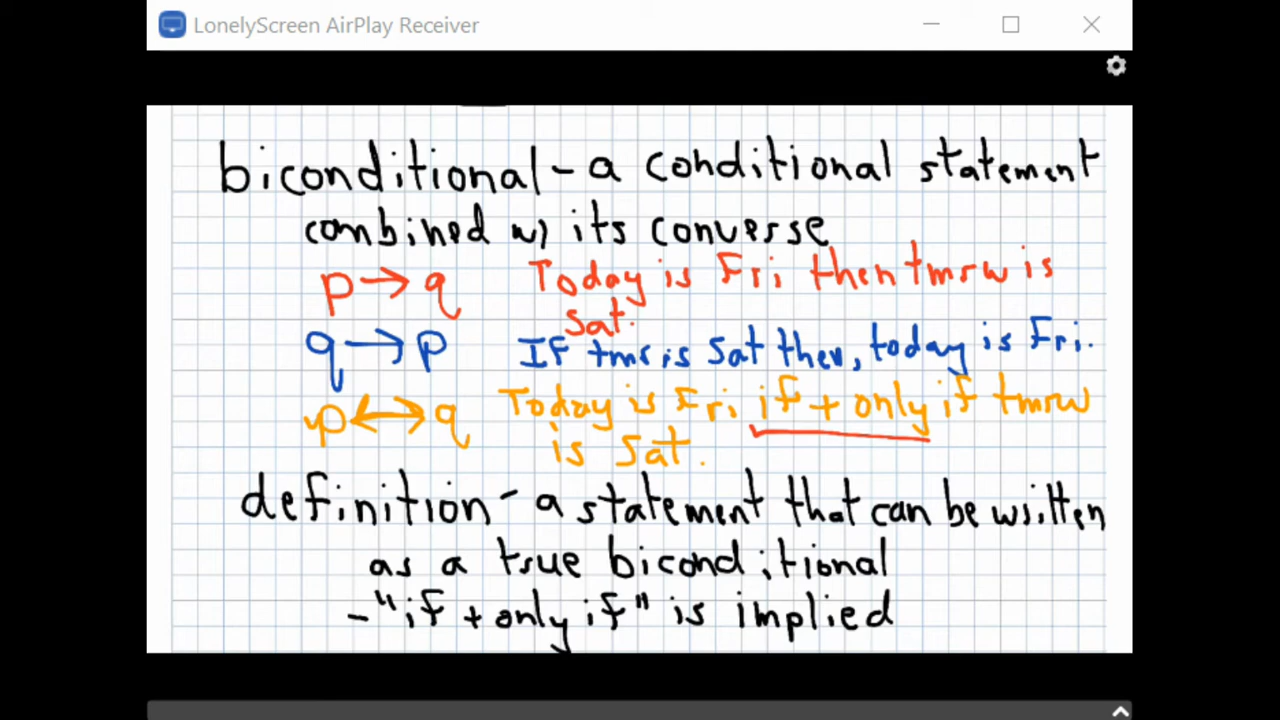 LonelyScreen AirPlay Receiver
biconditional - a conditional statement
combined w/ its converse
p → q Today is Fri then tmrw is
Sat.
q → p If tmr is Sat then, today is Fri.
p ↔ q Today is Fri if + only if tmrw
is Sat.
definition - a statement that can be written
as a true biconditional
- "if + only if" is implied